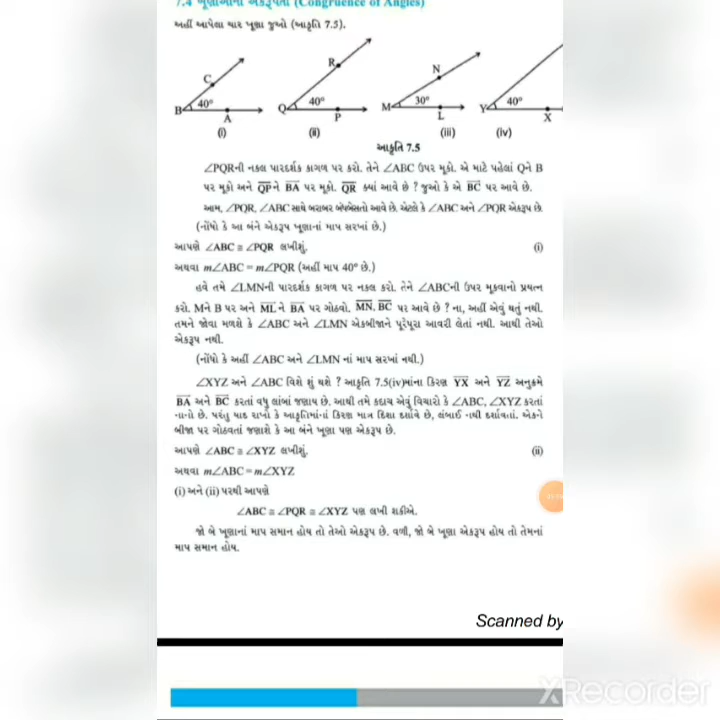 7.4 ખૂણાઓની એકરૂપતા (Congruence of Angles)
અહીં આપેલા ચાર ખૂણા જુઓ (આકૃતિ 7.5).
C
B 40° A
(i)
R
Q 40° P
(ii)
N
M 30° L
(iii)
Y 40° X
(iv)
આકૃતિ 7.5
∠PQRની નકલ પારદર્શક કાગળ પર કરો. તેને ∠ABC ઉપર મૂકો. એ માટે પહેલાં Qને B
પર મૂકો અને QPને BA પર મૂકો. QR ક્યાં આવે છે ? જુઓ કે એ BC પર આવે છે.
આમ, ∠PQR, ∠ABC સાથે બરાબર બંધબેસતો આવે છે. એટલે કે ∠ABC અને ∠PQR એકરૂપ છે.
(નોંધો કે આ બંને એકરૂપ ખૂણાનાં માપ સરખાં છે.)
આપણે ∠ABC ≅ ∠PQR લખીશું. (i)
અથવા m∠ABC = m∠PQR (અહીં માપ 40° છે.)
હવે તમે ∠LMNની પારદર્શક કાગળ પર નકલ કરો. તેને ∠ABCની ઉપર મૂકવાનો પ્રયત્ન
કરો. Mને B પર અને MLને BA પર ગોઠવો. MN, BC પર આવે છે ? ના, અહીં એવું થતું નથી.
તમને જોવા મળશે કે ∠ABC અને ∠LMN એકબીજાને પૂરેપૂરા આવરી લેતાં નથી. આથી તેઓ
એકરૂપ નથી.
(નોંધો કે અહીં ∠ABC અને ∠LMN નાં માપ સરખાં નથી.)
∠XYZ અને ∠ABC વિશે શું થશે ? આકૃતિ 7.5(iv)માંના કિરણ YX અને YZ અનુક્રમે
BA અને BC કરતાં વધુ લાંબાં જણાય છે. આથી તમે કદાચ એવું વિચારો કે ∠ABC, ∠XYZ કરતાં
નાનો છે. પરંતુ યાદ રાખો કે આકૃતિમાંનાં કિરણ માત્ર દિશા દર્શાવે છે, લંબાઈ નથી દર્શાવતાં. એકને
બીજા પર ગોઠવતાં જણાશે કે આ બંને ખૂણા પણ એકરૂપ છે.
આપણે ∠ABC ≅ ∠XYZ લખીશું. (ii)
અથવા m∠ABC = m∠XYZ
(i) અને (ii) પરથી આપણે
∠ABC ≅ ∠PQR ≅ ∠XYZ પણ લખી શકીએ.
જો બે ખૂણાનાં માપ સમાન હોય તો તેઓ એકરૂપ છે. વળી, જો બે ખૂણા એકરૂપ હોય તો તેમનાં
માપ સમાન હોય.
Scanned by
XRecorder